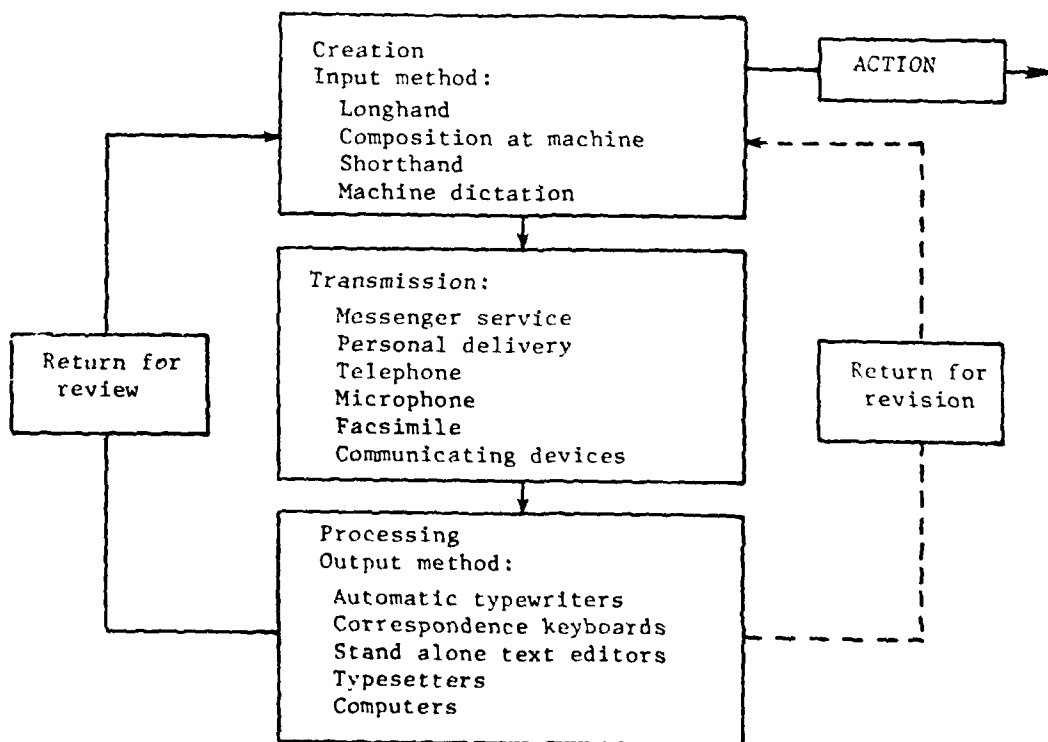 Creation
Input method:
Longhand
Composition at machine
Shorthand
Machine dictation
ACTION
Transmission:
Messenger service
Personal delivery
Telephone
Microphone
Facsimile
Communicating devices
Return for
review
Return for
revision
Processing
Output method:
Automatic typewriters
Correspondence keyboards
Stand alone text editors
Typesetters
Computers